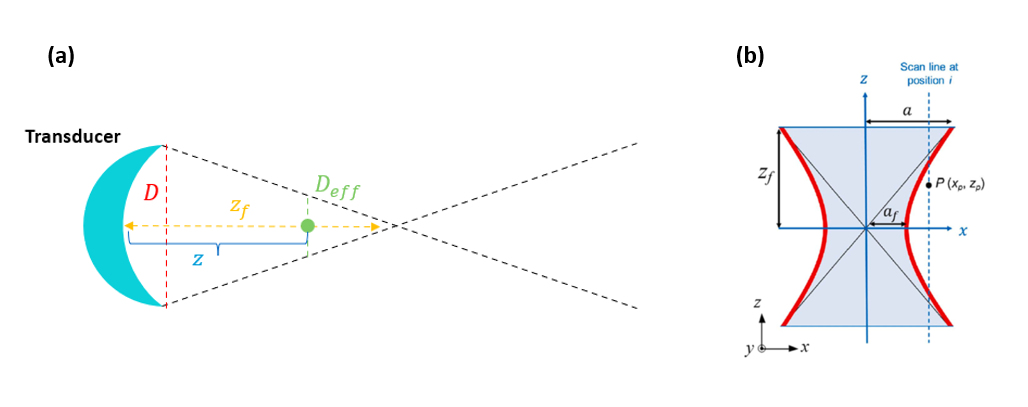 (a)
Transducer
D
D_eff
z_f
z
(b)
Scan line at
position i
z
a
z_f
P (x_p, z_p)
a_f
x
z
y
x